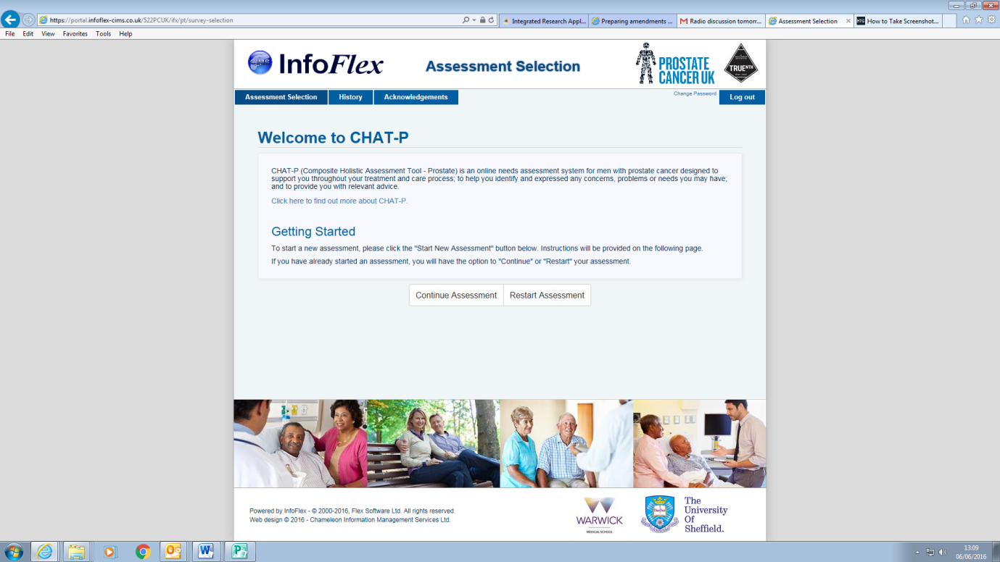 https://portal.infoflex-cims.co.uk/522PCUK/ifx/pt/survey-selection
Integrated Research Appl...
Preparing amendments ...
Radio discussion tomorr...
Assessment Selection
HTG How to Take Screenshot...
File Edit View Favorites Tools Help
CIMS InfoFlex
Assessment Selection
PROSTATE
CANCER UK
TRUENTH
Assessment Selection History Acknowledgements Change Password Log out
Welcome to CHAT-P
CHAT-P (Composite Holistic Assessment Tool - Prostate) is an online needs assessment system for men with prostate cancer designed to
support you throughout your treatment and care process; to help you identify and expressed any concerns, problems or needs you may have;
and to provide you with relevant advice.
Click here to find out more about CHAT-P.
Getting Started
To start a new assessment, please click the "Start New Assessment" button below. Instructions will be provided on the following page.
If you have already started an assessment, you will have the option to "Continue" or "Restart" your assessment.
Continue Assessment Restart Assessment
Powered by InfoFlex - © 2000-2016, Flex Software Ltd. All rights reserved.
Web design © 2016 - Chameleon Information Management Services Ltd.
WARWICK
MEDICAL SCHOOL
The
University
Of
Sheffield.
13:09
06/06/2016